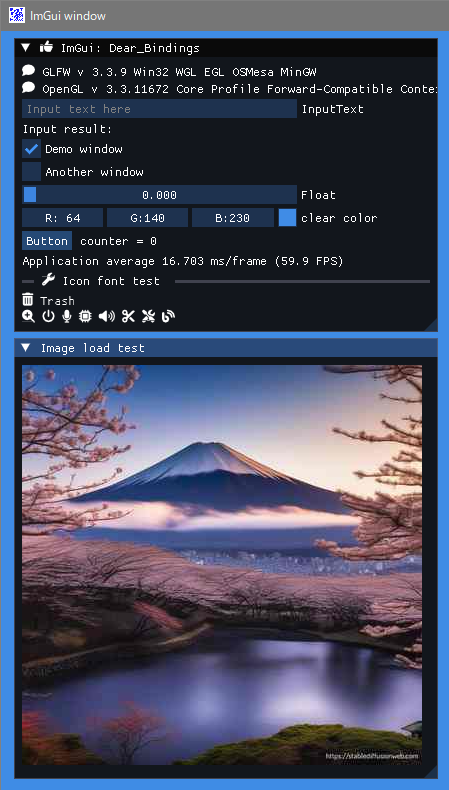 ImGui window
ImGui: Dear_Bindings
GLFW v 3.3.9 Win32 WGL EGL OSMesa MinGW
OpenGL v 3.3.11672 Core Profile Forward-Compatible
Input text here InputText
Input result:
Demo window
Another window
0.000 Float
R: 64 G:140 B:230 clear color
Button counter = 0
Application average 16.703 ms/frame (59.9 FPS)
Icon font test
Trash
Image load test
https://stablediffusionweb.com